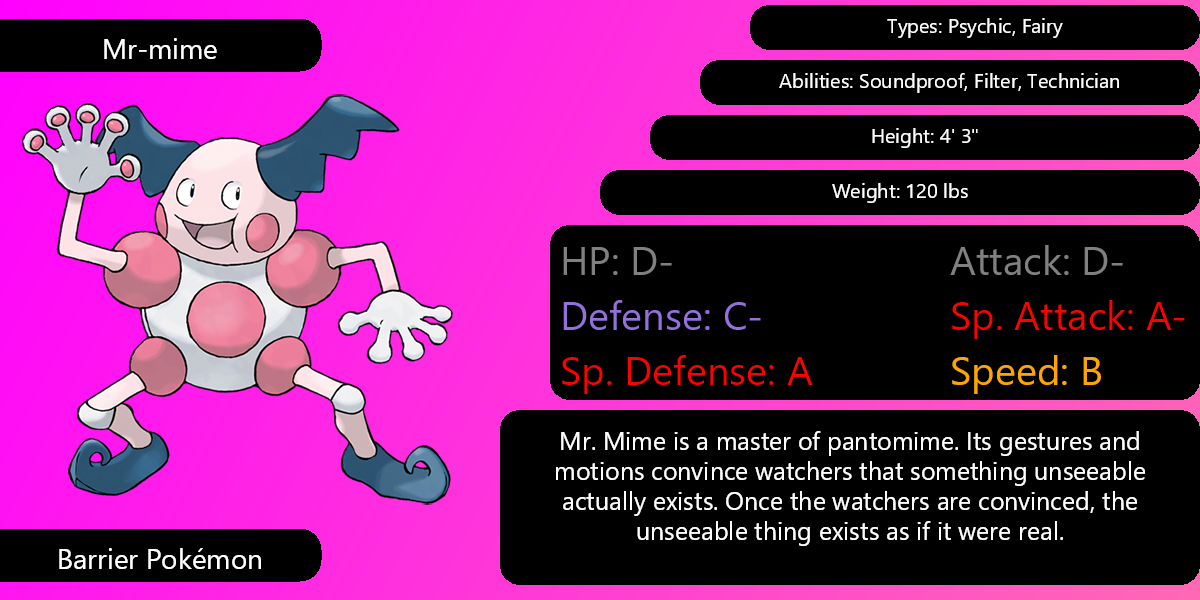 Mr-mime
Types: Psychic, Fairy
Abilities: Soundproof, Filter, Technician
Height: 4' 3"
Weight: 120 lbs
HP: D-
Attack: D-
Defense: C-
Sp. Attack: A-
Sp. Defense: A
Speed: B
Mr. Mime is a master of pantomime. Its gestures and
motions convince watchers that something unseeable
actually exists. Once the watchers are convinced, the
unseeable thing exists as if it were real.
Barrier Pokémon